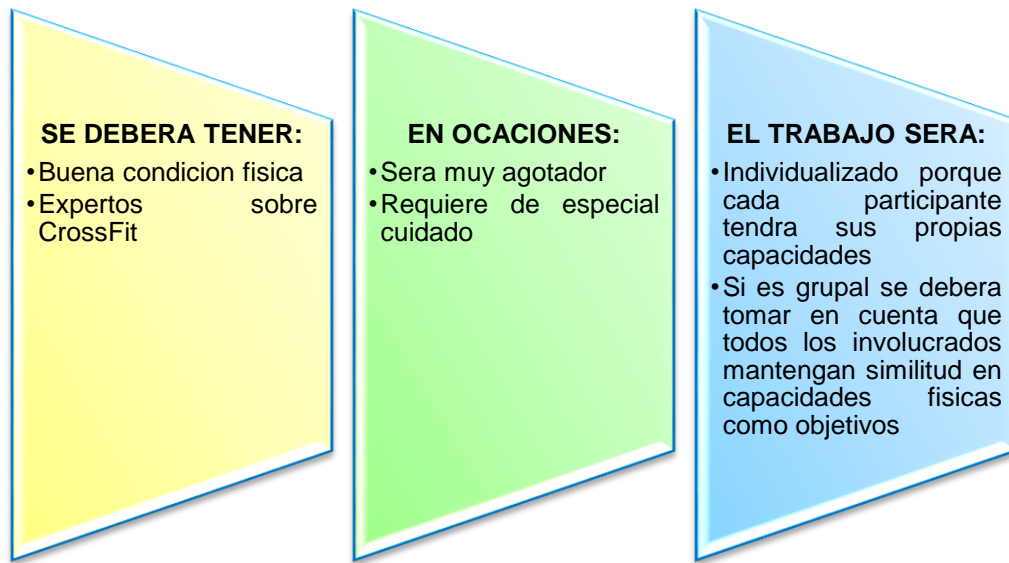 SE DEBERA TENER:
•Buena condicion fisica
•Expertos sobre
CrossFit
EN OCACIONES:
•Sera muy agotador
•Requiere de especial
cuidado
EL TRABAJO SERA:
•Individualizado porque
cada participante
tendra sus propias
capacidades
•Si es grupal se debera
tomar en cuenta que
todos los involucrados
mantengan similitud en
capacidades fisicas
como objetivos